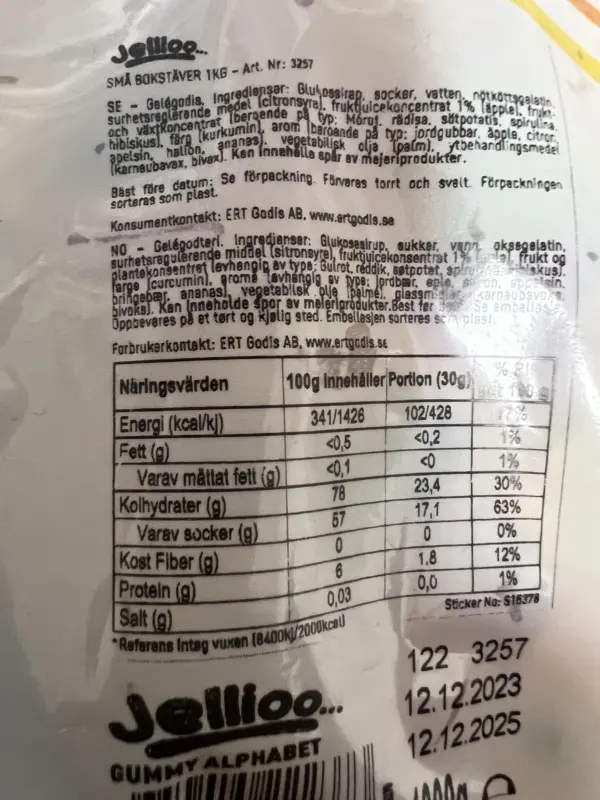 Jellioo...
SMÅ BOKSTÄVER 1KG - Art. Nr: 3257
SE - Gelégodis, Ingredienser: Glukossirap, socker, vatten, nötköttsgelatin,
surhetsreglerande medel (citronsyra), fruktjuicekoncentrat 1% (äpple), frukt-
och växtkoncentrat (beroende på typ: Morot, rädisa, sötpotatis, spirulina,
hibiskus), färg (kurkumin), arom (baroende på typ: jordgubbar, äpple, citron,
apelsin, hallon, ananas), vegetabilisk olja (palm), ytbehandlingsmedel
(karnaubavax, bivax). Kan innehålla spår av mejeriprodukter.
Bäst före datum: Se förpackning. Förvaras torrt och svalt. Förpackningen
sorteras som plast.
Konsumentkontakt: ERT Godis AB, www.ertgodis.se
NO - Gelégodteri. Ingredienser: Glukosesirup, sukker, vann, oksegelatin,
surhetsregulerende middel (sitronsyre), fruktjuicekonsentrat 1% frukt og
plantekonsentrat (avhengig av type: Gulrot, reddik, søtpotet,
farge (curcumin), aroma (avhengig av type: jordbær, eple,
bringebær, ananas), vegetabilsk olje (palme), (karnaubavoks,
bivoks). Kan inneholde spor av meieriprodukter. Best før Se emballasje
Oppbevares på et tørt og kjølig sted. Emballasjen sorteres som plast.
Forbrukerkontakt: ERT Godis AB, www.ertgodis.se
Näringsvärden 100g Innehåller Portion (30g) % RI
Energi (kcal/kj) 341/1426 102/428 17%
Fett (g) <0,5 <0,2 1%
Varav mättat fett (g) <0,1 <0 1%
Kolhydrater (g) 78 23,4 30%
Varav socker (g) 57 17,1 63%
Kost Fiber (g) 0 0 0%
Protein (g) 6 1,8 12%
Salt (g) 0,03 0,0 1%
*Referens Intag vuxen (8400kj/2000kcal)
Sticker No: S16378
122 3257
12.12.2023
12.12.2025
Jellioo...
GUMMY ALPHABET
1000g e